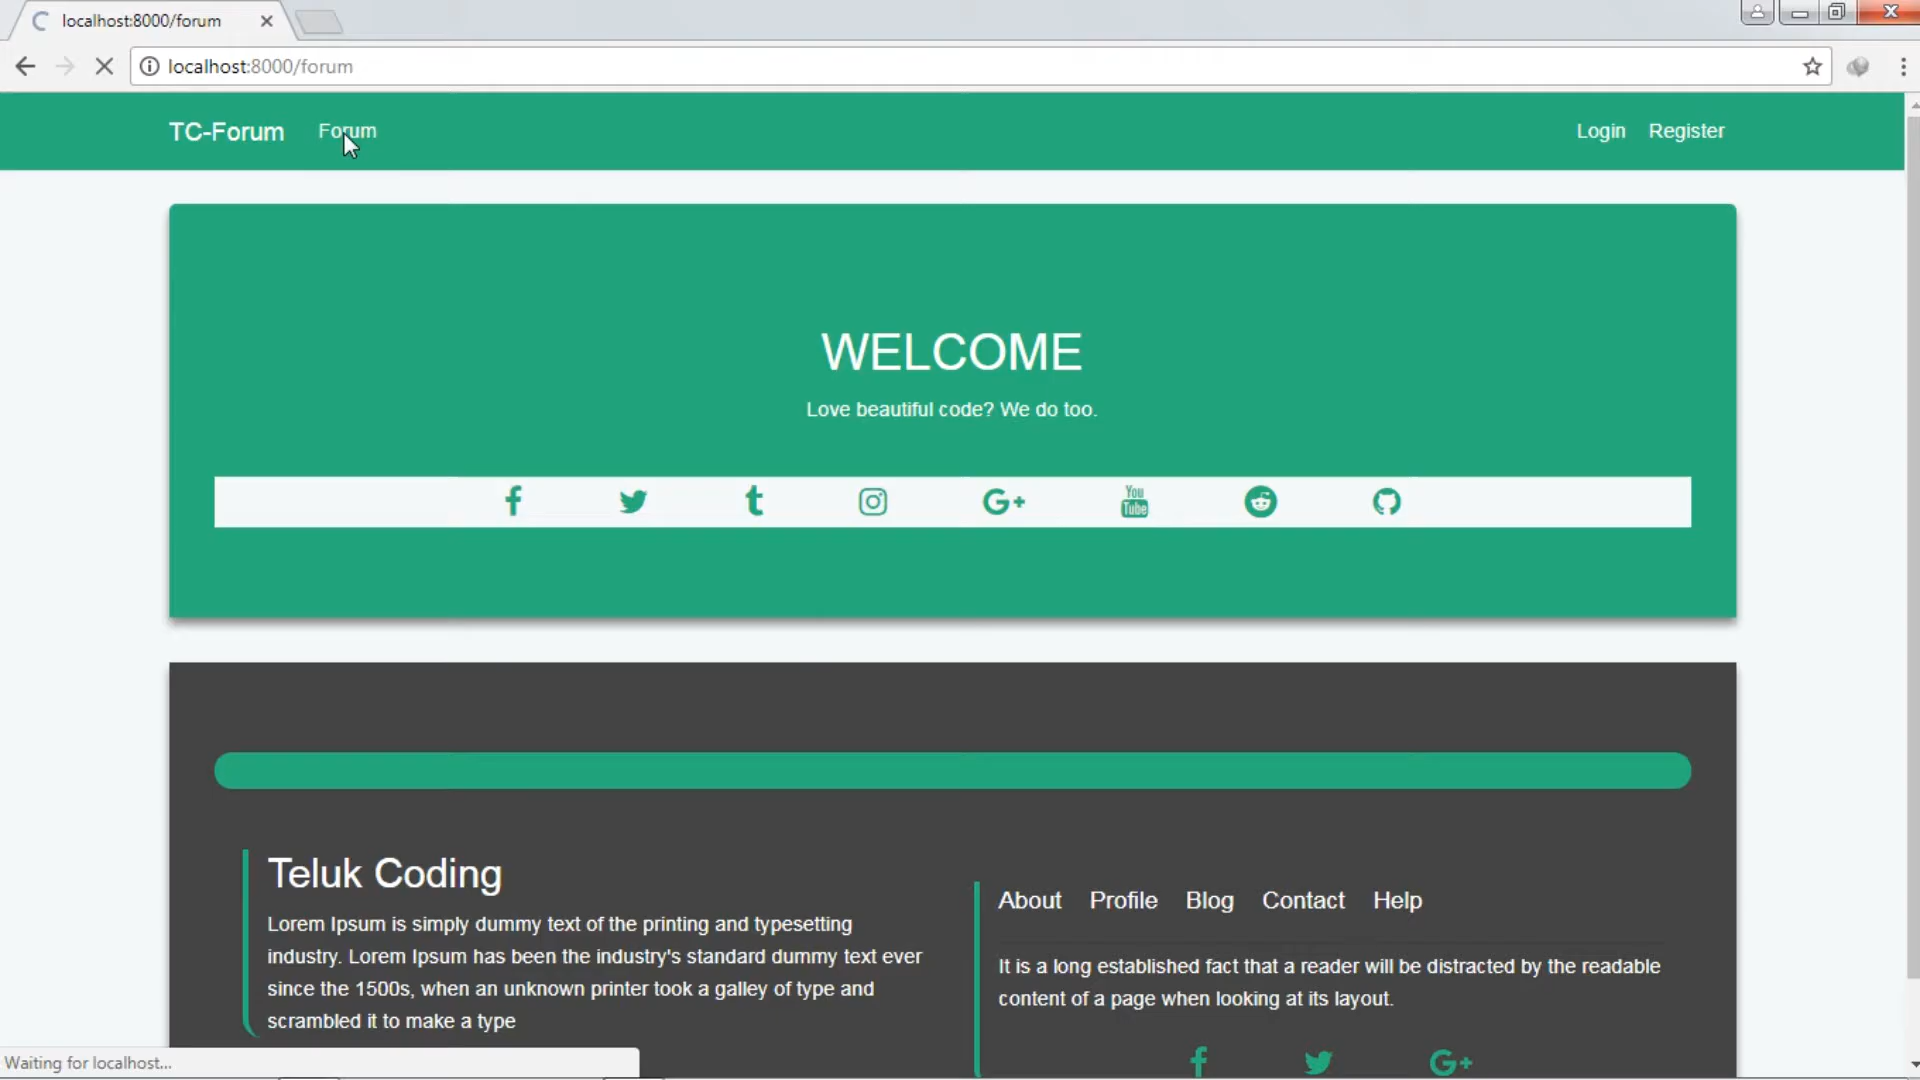 localhost:8000/forum
localhost:8000/forum
TC-Forum Forum Login Register
WELCOME
Love beautiful code? We do too.
You
Tube
Teluk Coding
Lorem Ipsum is simply dummy text of the printing and typesetting
industry. Lorem Ipsum has been the industry's standard dummy text ever
since the 1500s, when an unknown printer took a galley of type and
scrambled it to make a type
About Profile Blog Contact Help
It is a long established fact that a reader will be distracted by the readable
content of a page when looking at its layout.
Waiting for localhost...